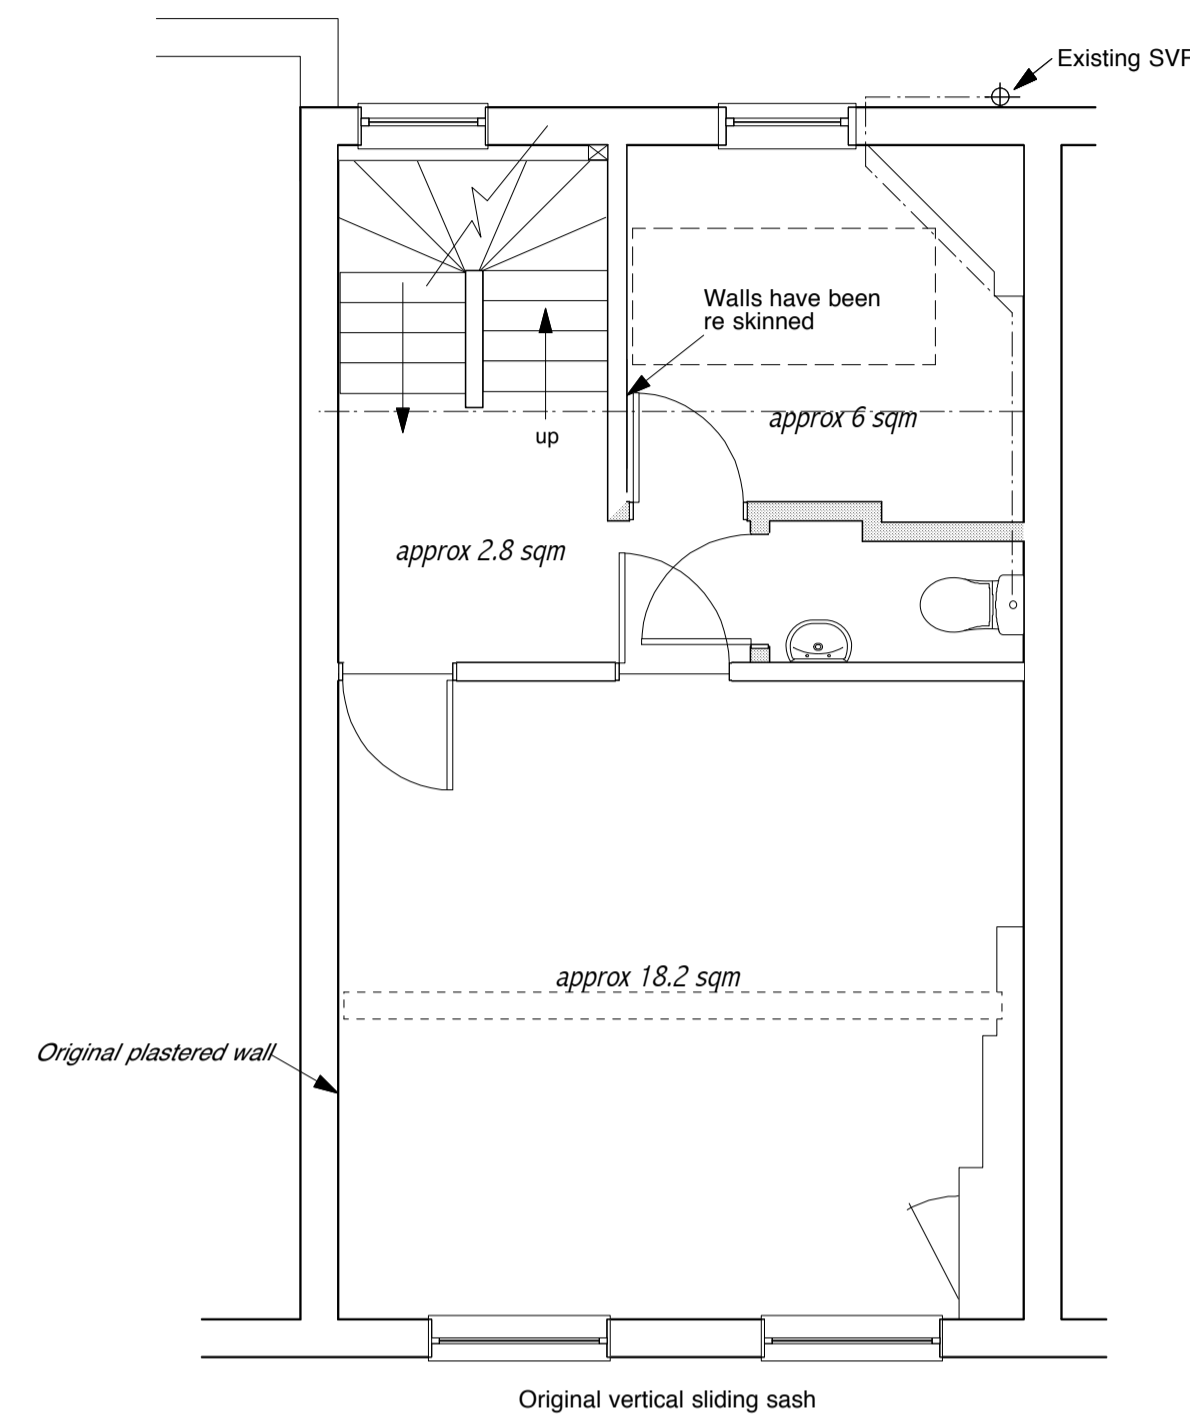 Existing SVP
Walls have been
re skinned
approx 6 sqm
up
approx 2.8 sqm
approx 18.2 sqm
Original plastered wall
Original vertical sliding sash